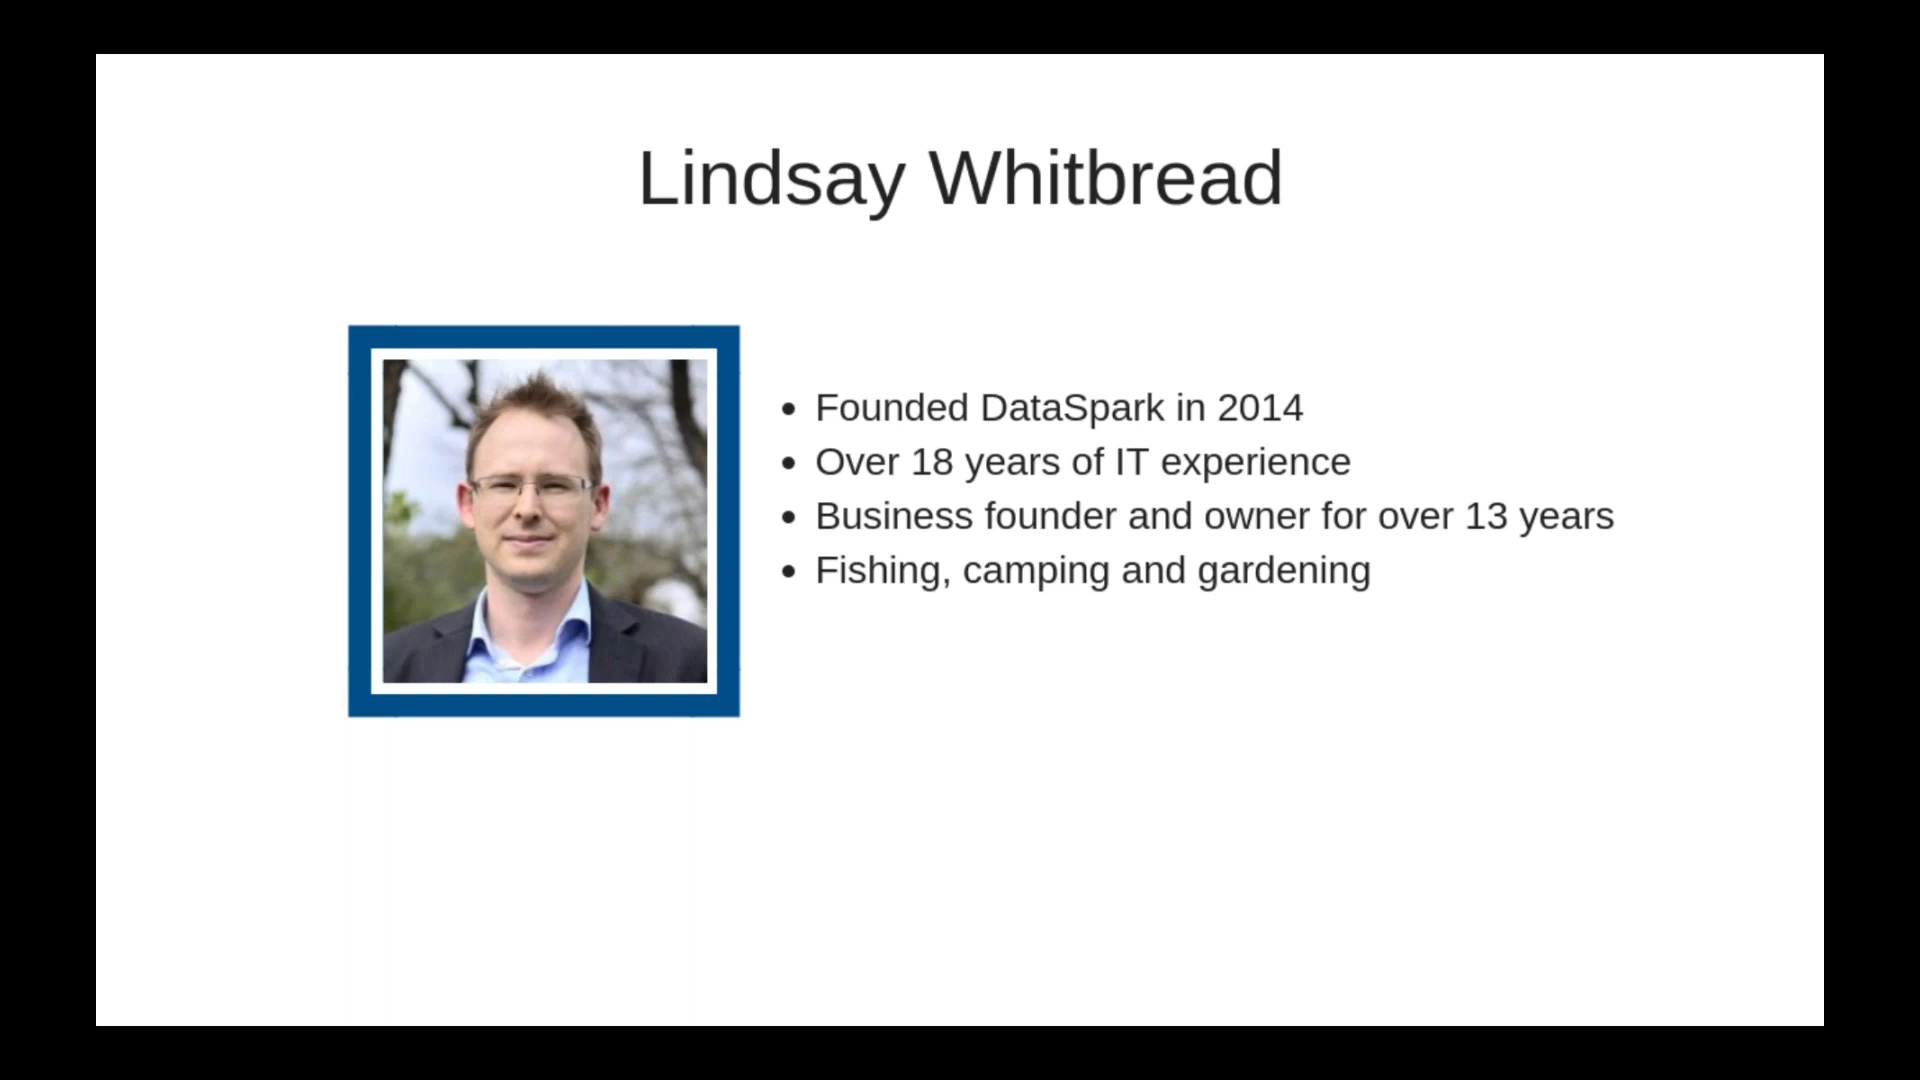 Lindsay Whitbread
• Founded DataSpark in 2014
• Over 18 years of IT experience
• Business founder and owner for over 13 years
• Fishing, camping and gardening